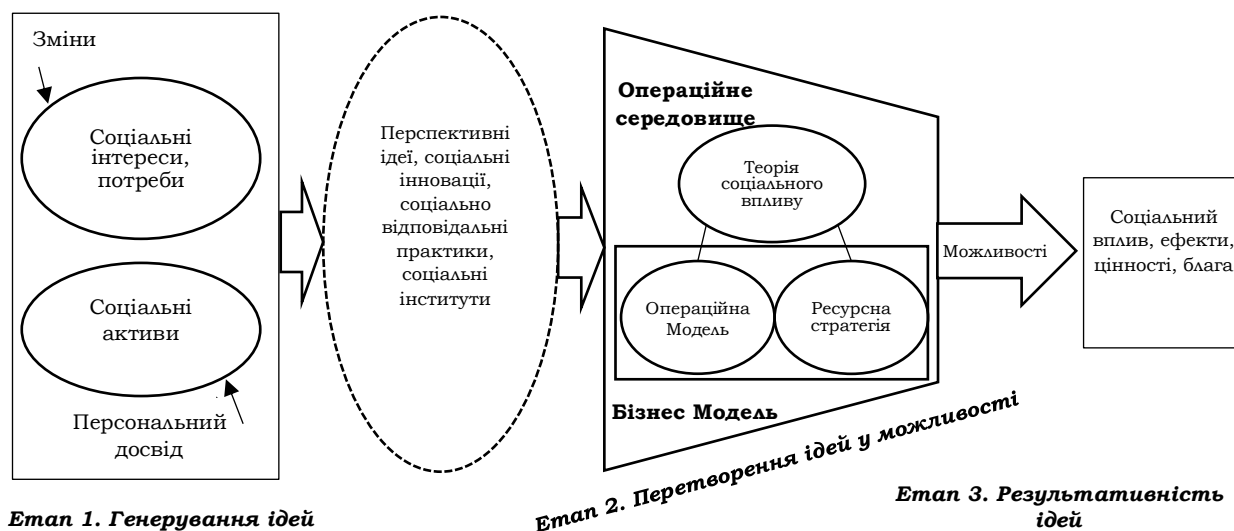 Зміни
Соціальні
інтереси,
потреби
Соціальні
активи
Персональний
досвід
Перспективні
ідеї, соціальні
інновації,
соціально
відповідальні
практики,
соціальні
інститути
Операційне
середовище
Теорія
соціального
впливу
Операційна
Модель
Ресурсна
стратегія
Бізнес Модель
Можливості
Соціальний
вплив, ефекти,
цінності, блага
Етап 1. Генерування ідей
Етап 2. Перетворення ідей у можливості
Етап 3. Результативність
ідей